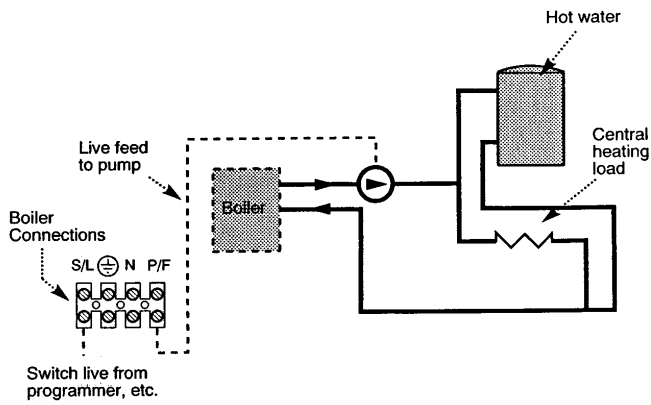 Hot water
Central
heating
load
Live feed
to pump
Boiler
Boiler
Connections
S/L N P/F
Switch live from
programmer, etc.